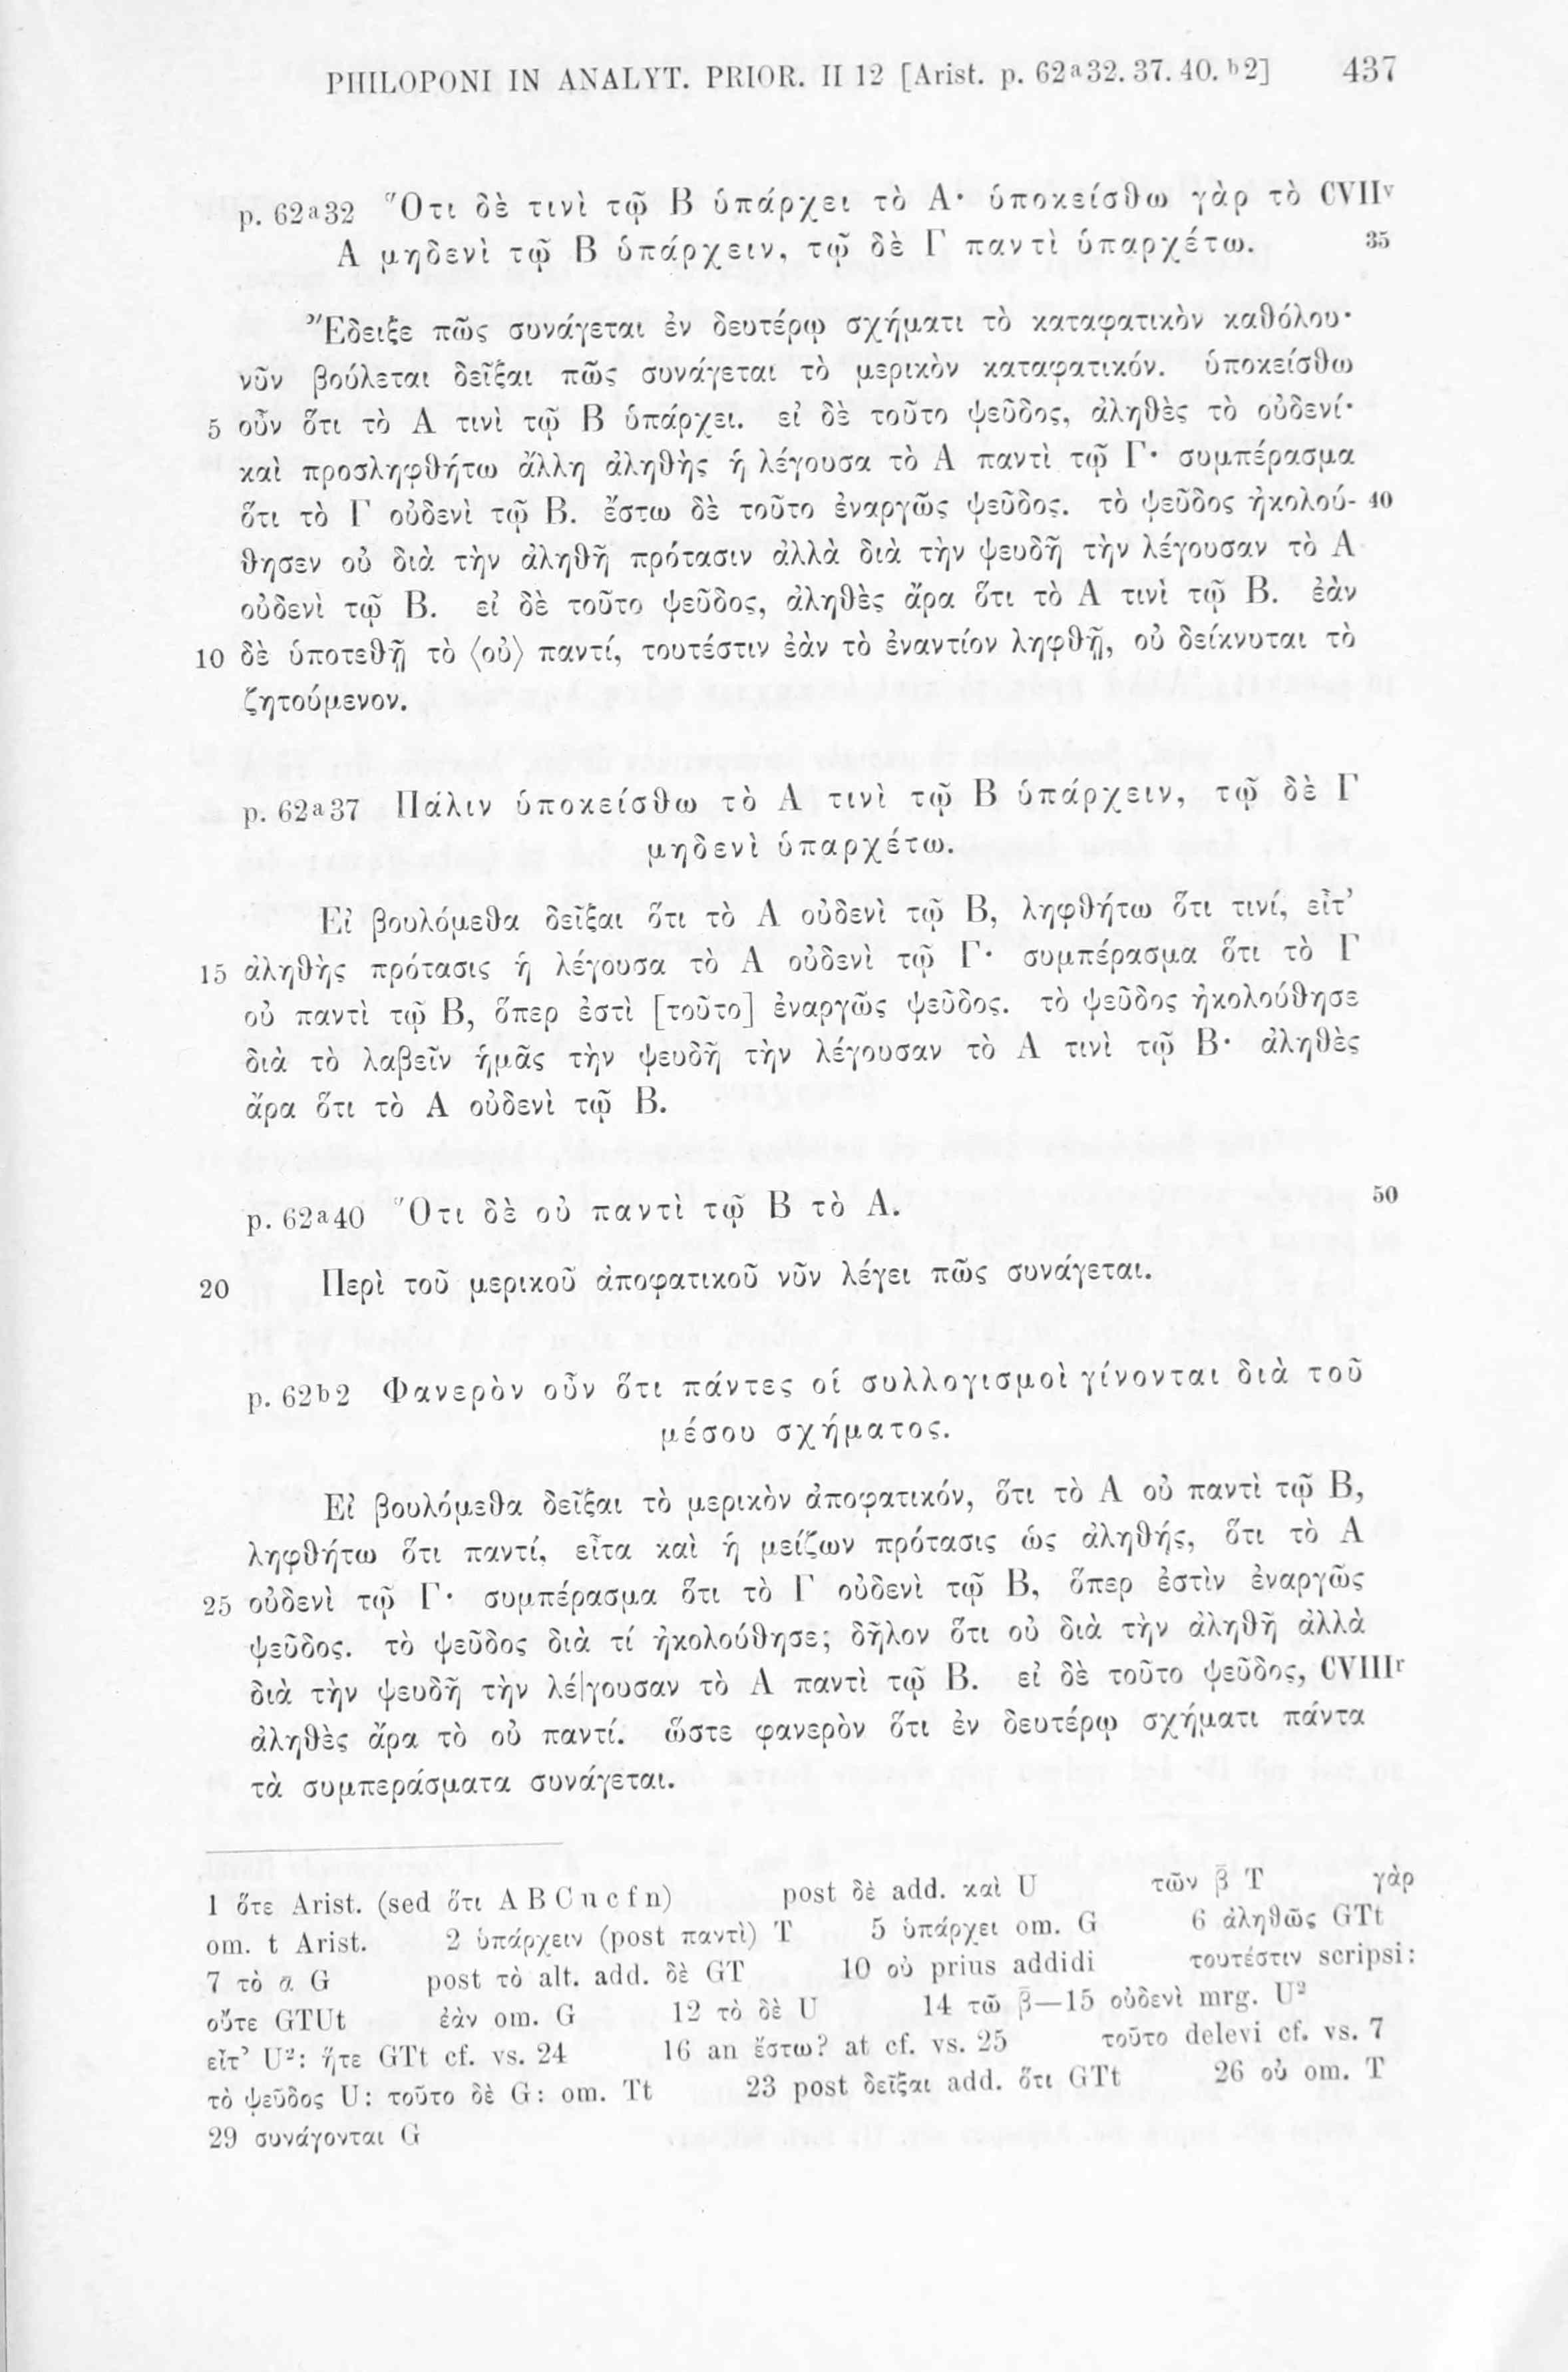 PHILOPONI IN ANALYT. PRIOR. II 12 [Arist. p. 62a32. 37. 40. b2] 437
p. 62a32 Ὅτι δὲ τινὶ τῷ Β ὑπάρχει τὸ Α· ὑποκείσθω γὰρ τὸ CVIIv
Α μηδενὶ τῷ Β ὑπάρχειν, τῷ δὲ Γ παντὶ ὑπαρχέτω. 35
Ἔδειξε πῶς συνάγεται ἐν δευτέρῳ σχήματι τὸ καταφατικὸν καθόλου·
νῦν βούλεται δεῖξαι πῶς συνάγεται τὸ μερικὸν καταφατικόν. ὑποκείσθω
5 οὖν ὅτι τὸ Α τινὶ τῷ Β ὑπάρχει. εἰ δὲ τοῦτο ψεῦδος, ἀληθὲς τὸ οὐδενί·
καὶ προσληφθήτω ἄλλη ἀληθὴς ἡ λέγουσα τὸ Α παντὶ τῷ Γ· συμπέρασμα
ὅτι τὸ Γ οὐδενὶ τῷ Β. ἔστω δὲ τοῦτο ἐναργῶς ψεῦδος. τὸ ψεῦδος ἠκολού- 40
θησεν οὐ διὰ τὴν ἀληθῆ πρότασιν ἀλλὰ διὰ τὴν ψευδῆ τὴν λέγουσαν τὸ Α
οὐδενὶ τῷ Β. εἰ δὲ τοῦτο ψεῦδος, ἀληθὲς ἄρα ὅτι τὸ Α τινὶ τῷ Β. ἐὰν
10 δὲ ὑποτεθῇ τὸ ⟨οὐ⟩ παντί, τουτέστιν ἐὰν τὸ ἐναντίον ληφθῇ, οὐ δείκνυται τὸ
ζητούμενον.
p. 62a37 Πάλιν ὑποκείσθω τὸ Α τινὶ τῷ Β ὑπάρχειν, τῷ δὲ Γ
μηδενὶ ὑπαρχέτω.
Εἰ βουλόμεθα δεῖξαι ὅτι τὸ Α οὐδενὶ τῷ Β, ληφθήτω ὅτι τινί, εἶτ’
15 ἀληθὴς πρότασις ἡ λέγουσα τὸ Α οὐδενὶ τῷ Γ· συμπέρασμα ὅτι τὸ Γ
οὐ παντὶ τῷ Β, ὅπερ ἐστὶ [τοῦτο] ἐναργῶς ψεῦδος. τὸ ψεῦδος ἠκολούθησε
διὰ τὸ λαβεῖν ἡμᾶς τὴν ψευδῆ τὴν λέγουσαν τὸ Α τινὶ τῷ Β· ἀληθὲς
ἄρα ὅτι τὸ Α οὐδενὶ τῷ Β.
p. 62a40 Ὅτι δὲ οὐ παντὶ τῷ Β τὸ Α. 50
20 Περὶ τοῦ μερικοῦ ἀποφατικοῦ νῦν λέγει πῶς συνάγεται.
p. 62b2 Φανερὸν οὖν ὅτι πάντες οἱ συλλογισμοὶ γίνονται διὰ τοῦ
μέσου σχήματος.
Εἰ βουλόμεθα δεῖξαι τὸ μερικὸν ἀποφατικόν, ὅτι τὸ Α οὐ παντὶ τῷ Β,
ληφθήτω ὅτι παντί, εἶτα καὶ ἡ μείζων πρότασις ὡς ἀληθής, ὅτι τὸ Α
25 οὐδενὶ τῷ Γ· συμπέρασμα ὅτι τὸ Γ οὐδενὶ τῷ Β, ὅπερ ἐστὶν ἐναργῶς
ψεῦδος. τὸ ψεῦδος διὰ τί ἠκολούθησε; δῆλον ὅτι οὐ διὰ τὴν ἀληθῆ ἀλλὰ
διὰ τὴν ψευδῆ τὴν λέ|γουσαν τὸ Α παντὶ τῷ Β. εἰ δὲ τοῦτο ψεῦδος, CVIIIr
ἀληθὲς ἄρα τὸ οὐ παντί. ὥστε φανερὸν ὅτι ἐν δευτέρῳ σχήματι πάντα
τὰ συμπεράσματα συνάγεται.
1 ὅτε Arist. (sed ὅτι A B C u c f n) post δὲ add. καὶ U τῶν β̄ T γὰρ
om. t Arist. 2 ὑπάρχειν (post παντὶ) T 5 ὑπάρχει om. G 6 ἀληθῶς GTt
7 τὸ α G post τὸ alt. add. δὲ GT 10 οὐ prius addidi τουτέστιν scripsi:
οὔτε GTUt ἐὰν om. G 12 τὸ δὲ U 14 τῶ β̄—15 οὐδενὶ mrg. U²
εἶτ’ U²: ἤτε GTt cf. vs. 24 16 an ἔστω? at cf. vs. 25 τοῦτο delevi cf. vs. 7
τὸ ψεῦδος U: τοῦτο δὲ G: om. Tt 23 post δεῖξαι add. ὅτι GTt 26 οὐ om. T
29 συνάγονται G